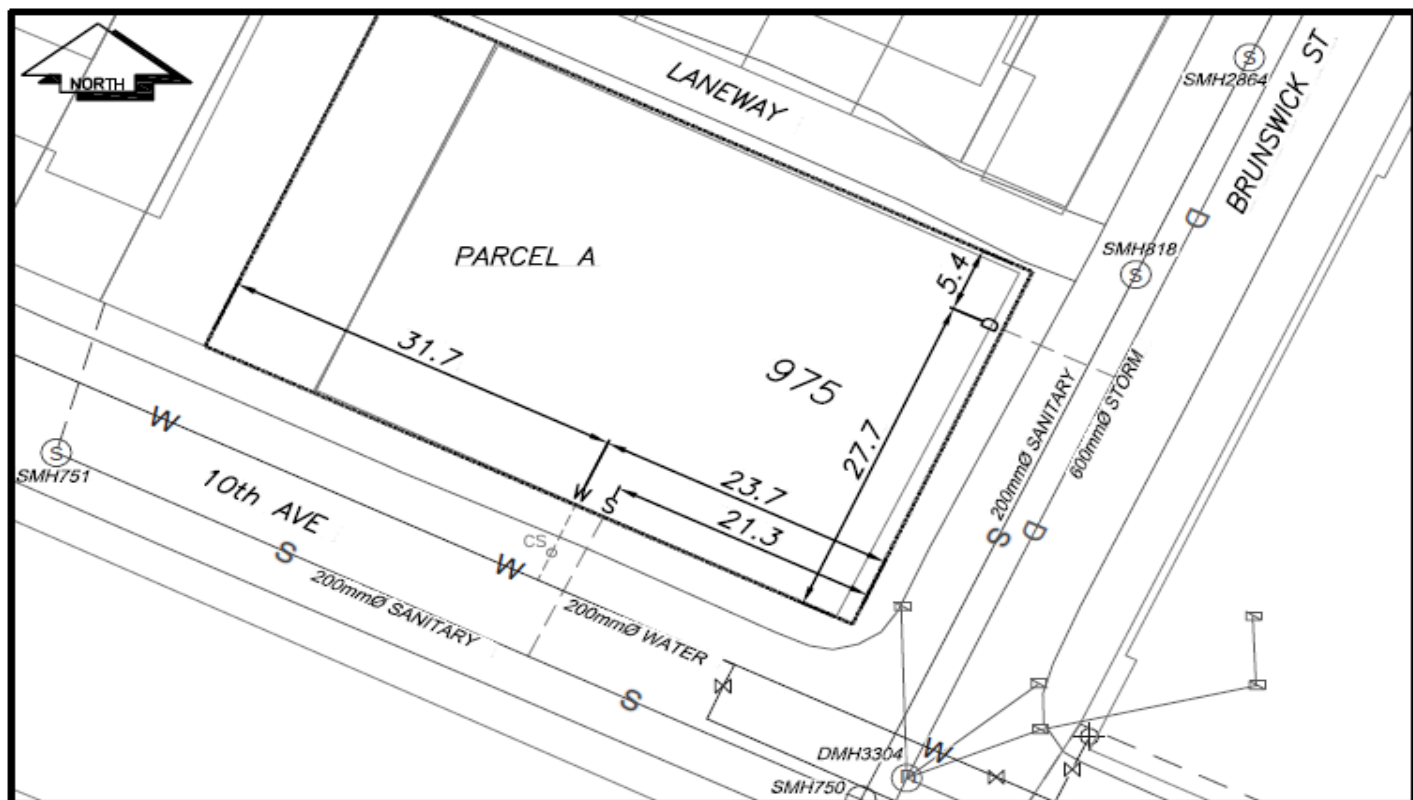 NORTH
LANEWAY
BRUNSWICK ST
SMH2864
SMH818
PARCEL A
5.4
D
D
31.7
975
27.7
200mmØ SANITARY
600mmØ STORM
W
SMH751
S
S
S
10th AVE
W
S
23.7
21.3
CS
S
D
S
W
200mmØ SANITARY
200mmØ WATER
S
DMH3304
W
SMH750